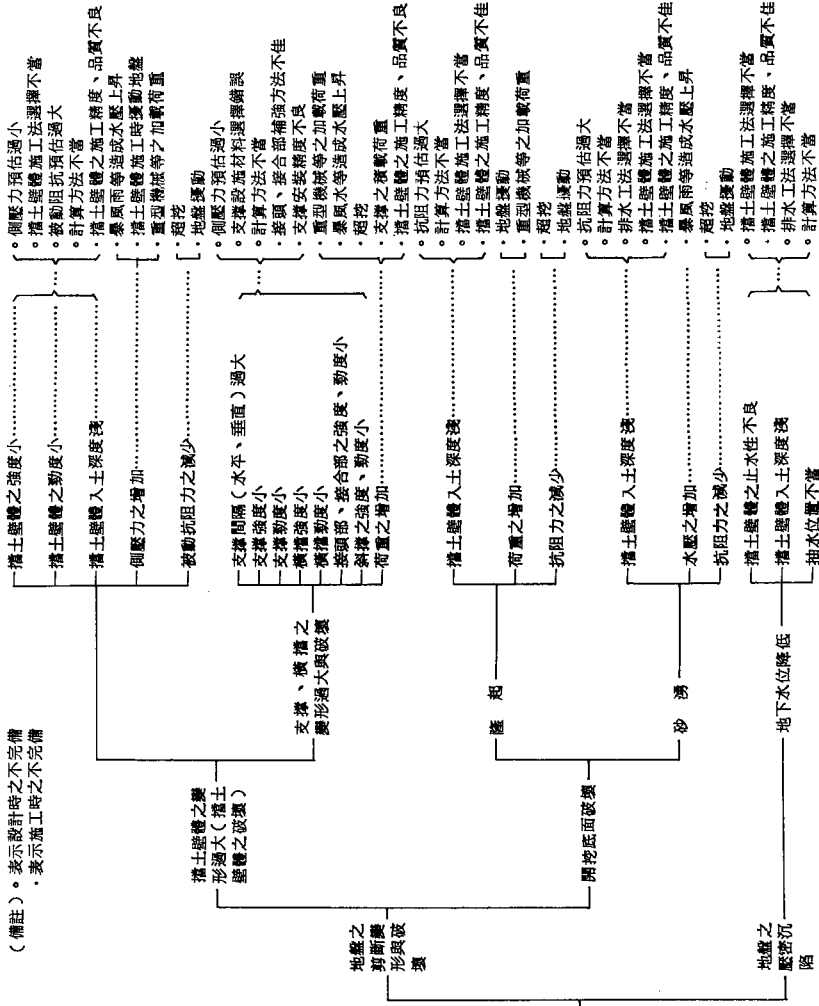 （備註）。表示設計時之不完備
・表示施工時之不完備
地盤之
剪斷變
形與破
壞
地盤之
壓密沉
陷
擋土壁體之變
形過大（擋土
壁體之破壞）
開挖底面破壞
地下水位降低
支撐、橫擋之
變形過大與破壞
隆起
砂湧
擋土壁體之強度小
擋土壁體之勁度小
擋土壁體入土深度淺
側壓力之增加
被動抗阻力之減少
支撐間隔（水平、垂直）過大
支撐強度小
支撐勁度小
橫擋強度小
橫擋勁度小
接頭部、接合部之強度、勁度小
斜撐之強度、勁度小
荷重之增加
擋土壁體入土深度淺
荷重之增加
抗阻力之減少
擋土壁體入土深度淺
水壓之增加
抗阻力之減少
擋土壁體之止水性不良
擋土壁體入土深度淺
抽水位置不當
。側壓力預估過小
。擋土壁體施工法選擇不當
。被動阻抗預估過大
。計算方法不當
・擋土壁體之施工精度、品質不良
・暴風雨等造成水壓上昇
・擋土壁體施工時擾動地盤
・重型機械等之加載荷重
・超挖
・地盤擾動
。側壓力預估過小
。支撐設施材料選擇錯誤
。計算方法不當
・接頭、接合部補強方法不佳
・支撐安裝精度不良
・重型機械等之加載荷重
・暴風水等造成水壓上昇
・超挖
・支撐之積載荷重
・擋土壁體之施工精度、品質不良
。抗阻力預估過大
。計算方法不當
・擋土壁體施工法選擇不當
・擋土壁體之施工精度、品質不佳
・地盤擾動
。重型機械等之加載荷重
・超挖
・地盤擾動
。抗阻力預估過大
。計算方法不當
。排水工法選擇不當
。擋土壁體施工法選擇不當
・擋土壁體之施工精度、品質不佳
・暴風雨等造成水壓上昇
・超挖
・地盤擾動
。擋土壁體施工法選擇不當
・擋土壁體之施工精度、品質不佳
。排水工法選擇不當
。計算方法不當